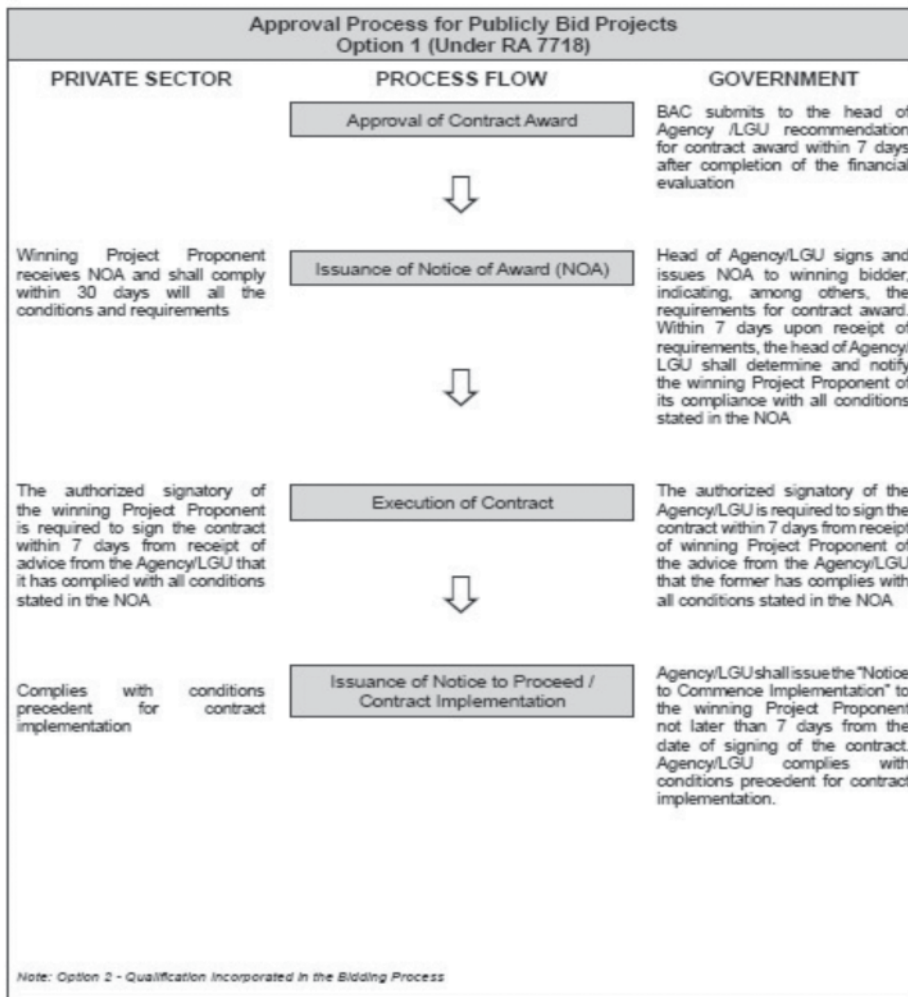 Approval Process for Publicly Bid Projects
Option 1 (Under RA 7718)
PRIVATE SECTOR
PROCESS FLOW
GOVERNMENT
Approval of Contract Award
BAC submits to the head of
Agency /LGU recommendation
for contract award within 7 days
after completion of the financial
evaluation
Winning Project Proponent
receives NOA and shall comply
within 30 days will all the
conditions and requirements
Issuance of Notice of Award (NOA)
Head of Agency/LGU signs and
issues NOA to winning bidder,
indicating, among others, the
requirements for contract award.
Within 7 days upon receipt of
requirements, the head of Agency/
LGU shall determine and notify
the winning Project Proponent of
its compliance with all conditions
stated in the NOA
The authorized signatory of
the winning Project Proponent
is required to sign the contract
within 7 days from receipt of
advice from the Agency/LGU that
it has complied with all conditions
stated in the NOA
Execution of Contract
The authorized signatory of the
Agency/LGU is required to sign the
contract within 7 days from receipt
of winning Project Proponent of
the advice from the Agency/LGU
that the former has complies with
all conditions stated in the NOA
Complies with conditions
precedent for contract
implementation
Issuance of Notice to Proceed /
Contract Implementation
Agency/LGU shall issue the "Notice
to Commence Implementation" to
the winning Project Proponent
not later than 7 days from the
date of signing of the contract.
Agency/LGU complies with
conditions precedent for contract
implementation.
Note: Option 2 - Qualification Incorporated in the Bidding Process